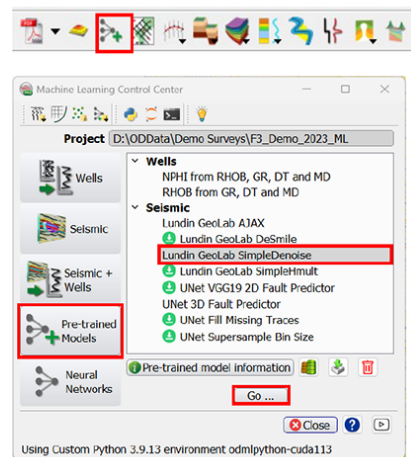 Machine Learning Control Center
Project D:\ODData\Demo Surveys\F3_Demo_2023_ML
Wells
Seismic
Seismic +
Wells
Pre-trained
Models
Neural
Networks
Wells
NPHI from RHOB, GR, DT and MD
RHOB from GR, DT and MD
Seismic
Lundin GeoLab AJAX
Lundin GeoLab DeSmile
Lundin GeoLab SimpleDenoise
Lundin GeoLab SimpleHmult
UNet VGG19 2D Fault Predictor
UNet 3D Fault Predictor
UNet Fill Missing Traces
UNet Supersample Bin Size
Pre-trained model information
Go ...
Close
Using Custom Python 3.9.13 environment odmlpython-cuda113